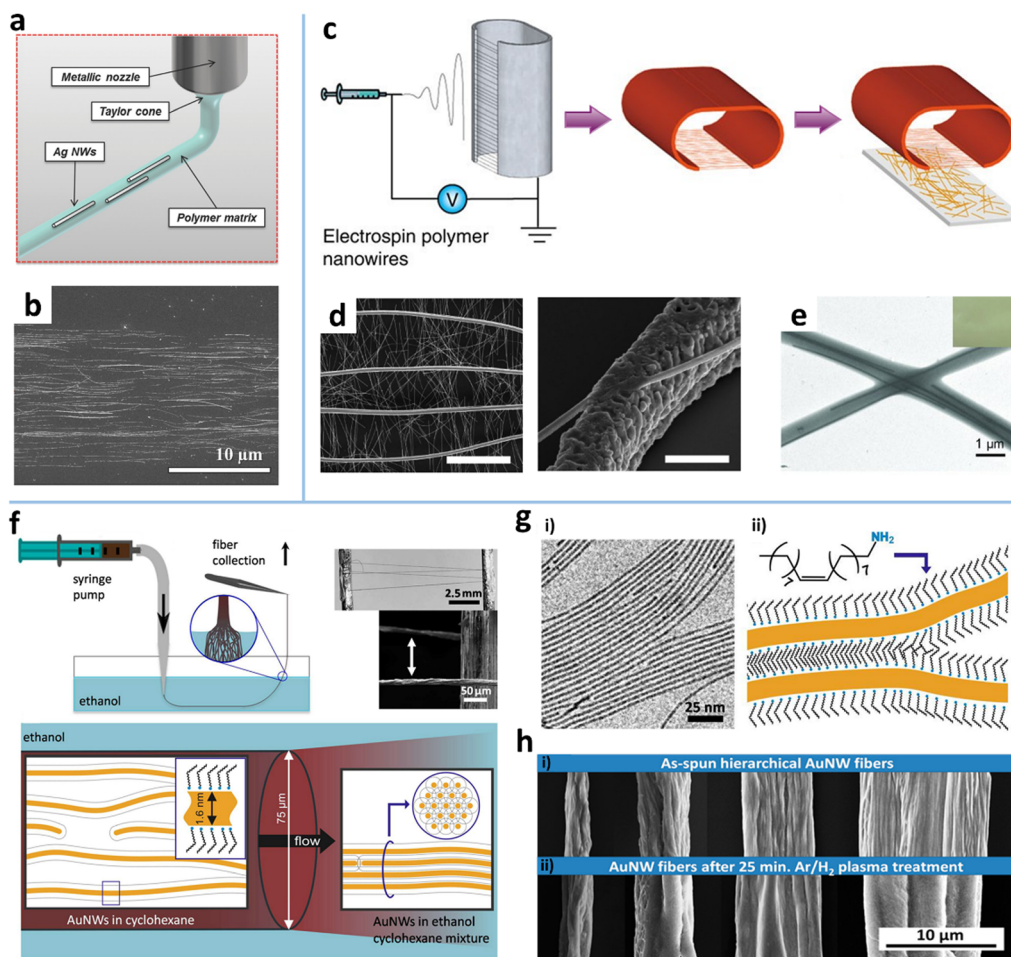 a
Metallic nozzle
Taylor cone
Ag NWs
Polymer matrix
b
10 µm
c
V
Electrospin polymer
nanowires
d
e
1 µm
f
syringe
pump
fiber
collection
ethanol
2.5 mm
50 µm
ethanol
1.6 nm
75 µm
flow
AuNWs in cyclohexane
AuNWs in ethanol
cyclohexane mixture
g
i)
25 nm
ii)
NH₂
7
7
h
i)
As-spun hierarchical AuNW fibers
ii)
AuNW fibers after 25 min. Ar/H₂ plasma treatment
10 µm